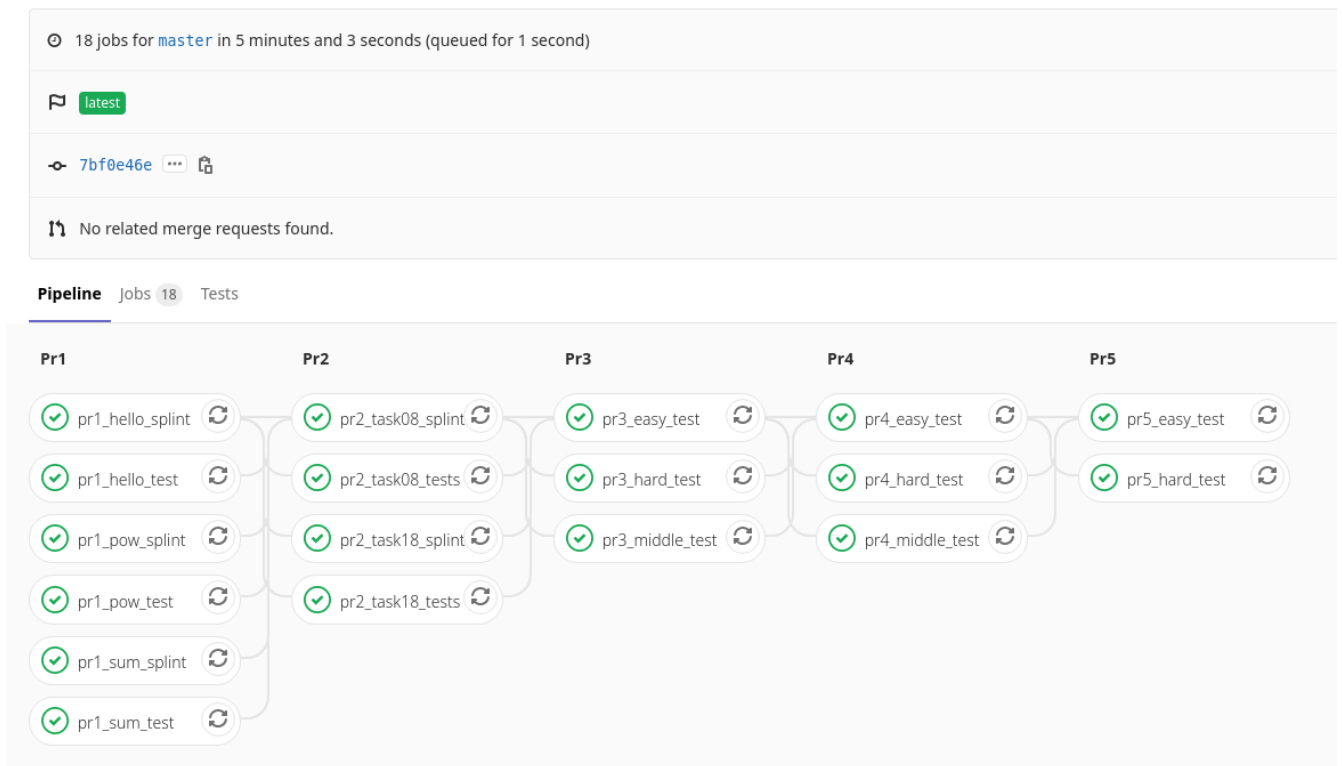 18 jobs for master in 5 minutes and 3 seconds (queued for 1 second)
latest
7bf0e46e ...
No related merge requests found.
Pipeline Jobs 18 Tests
Pr1 Pr2 Pr3 Pr4 Pr5
pr1_hello_splint pr2_task08_splint pr3_easy_test pr4_easy_test pr5_easy_test
pr1_hello_test pr2_task08_tests pr3_hard_test pr4_hard_test pr5_hard_test
pr1_pow_splint pr2_task18_splint pr3_middle_test pr4_middle_test
pr1_pow_test pr2_task18_tests
pr1_sum_splint
pr1_sum_test